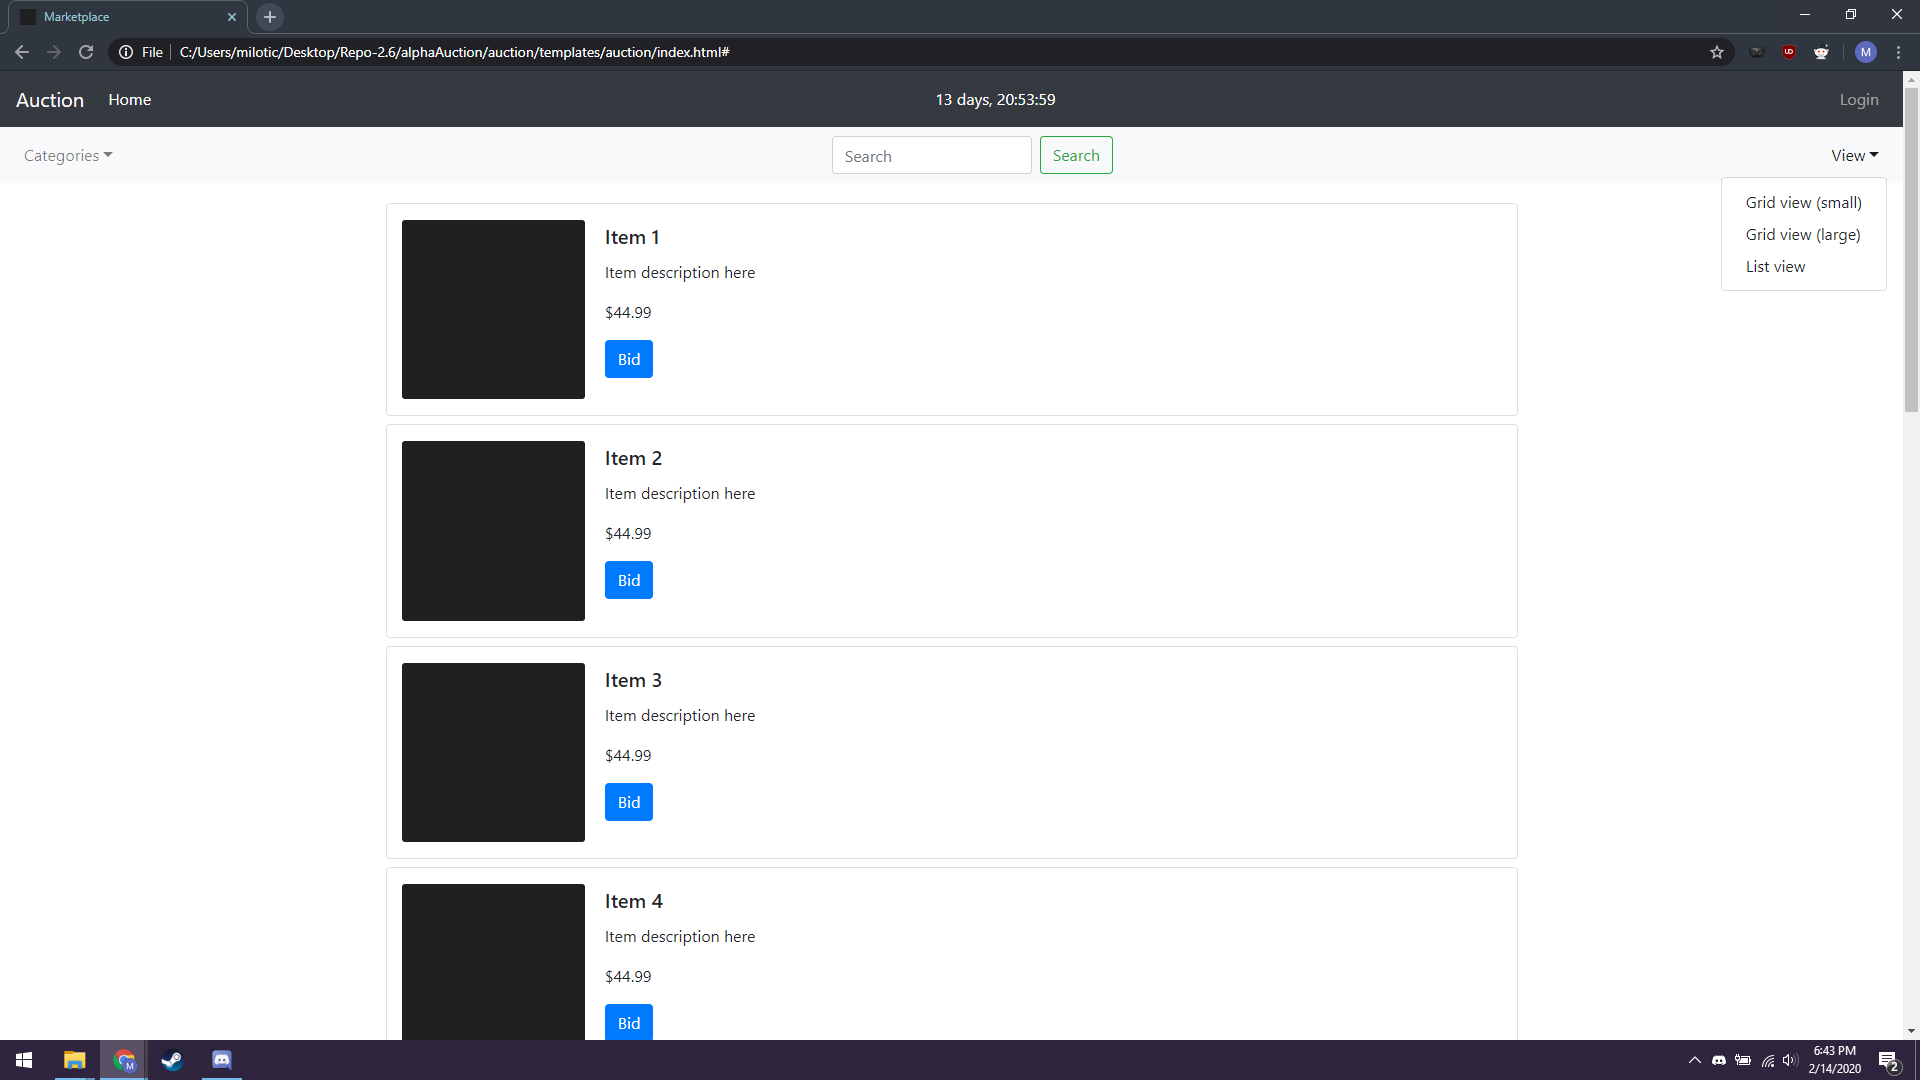 Marketplace
File
C:/Users/milotic/Desktop/Repo-2.6/alphaAuction/auction/templates/auction/index.html#
M
Auction Home 13 days, 20:53:59 Login
Categories Search Search View
Grid view (small)
Grid view (large)
List view
Item 1
Item description here
$44.99
Bid
Item 2
Item description here
$44.99
Bid
Item 3
Item description here
$44.99
Bid
Item 4
Item description here
$44.99
Bid
M
6:43 PM
2/14/2020
2